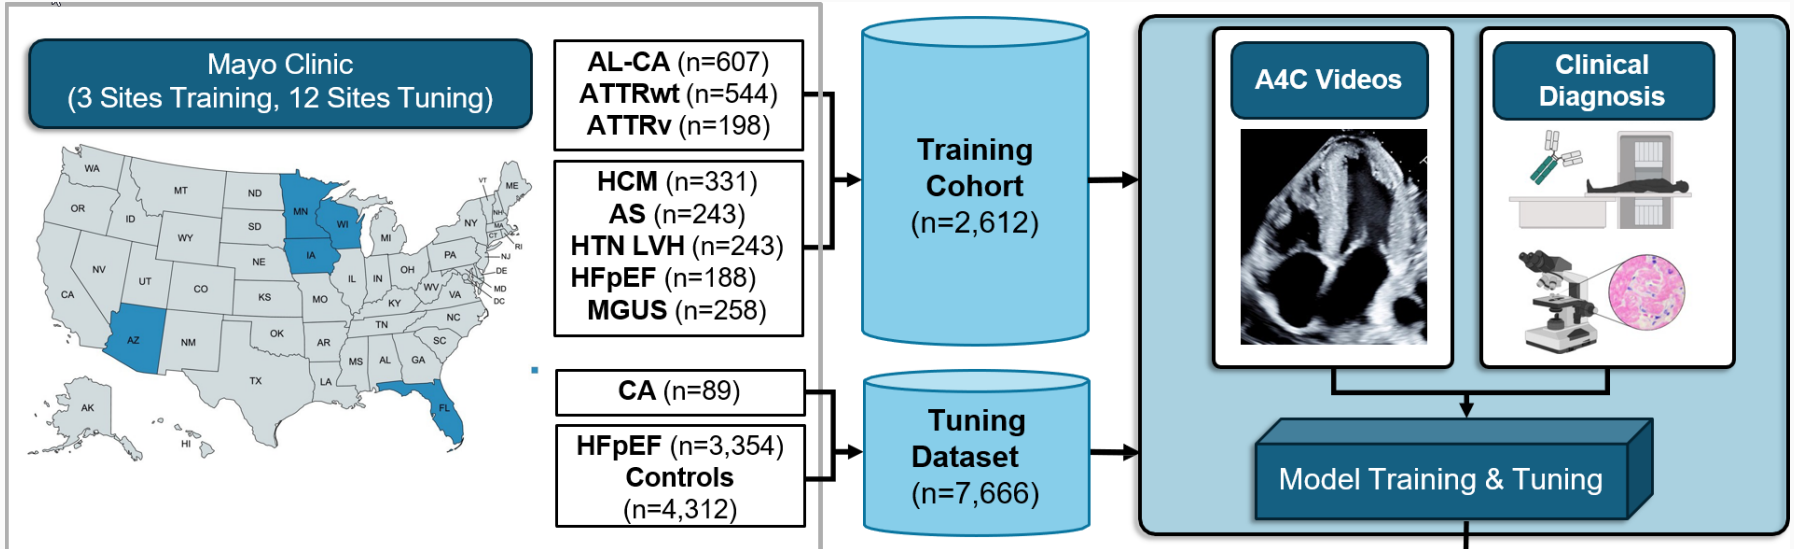 Mayo Clinic
(3 Sites Training, 12 Sites Tuning)
WA
OR
CA
NV
ID
MT
WY
UT
AZ
CO
NM
ND
SD
NE
KS
OK
TX
MN
IA
MO
AR
LA
WI
IL
MI
IN
OH
KY
TN
MS
AL
GA
FL
SC
NC
VA
WV
PA
NY
VT
NH
ME
MA
CT
RI
NJ
DE
MD
DC
AK
HI
AL-CA (n=607)
ATTRwt (n=544)
ATTRv (n=198)
HCM (n=331)
AS (n=243)
HTN LVH (n=243)
HFpEF (n=188)
MGUS (n=258)
CA (n=89)
HFpEF (n=3,354)
Controls
(n=4,312)
Training
Cohort
(n=2,612)
Tuning
Dataset
(n=7,666)
A4C Videos
Clinical
Diagnosis
Model Training & Tuning